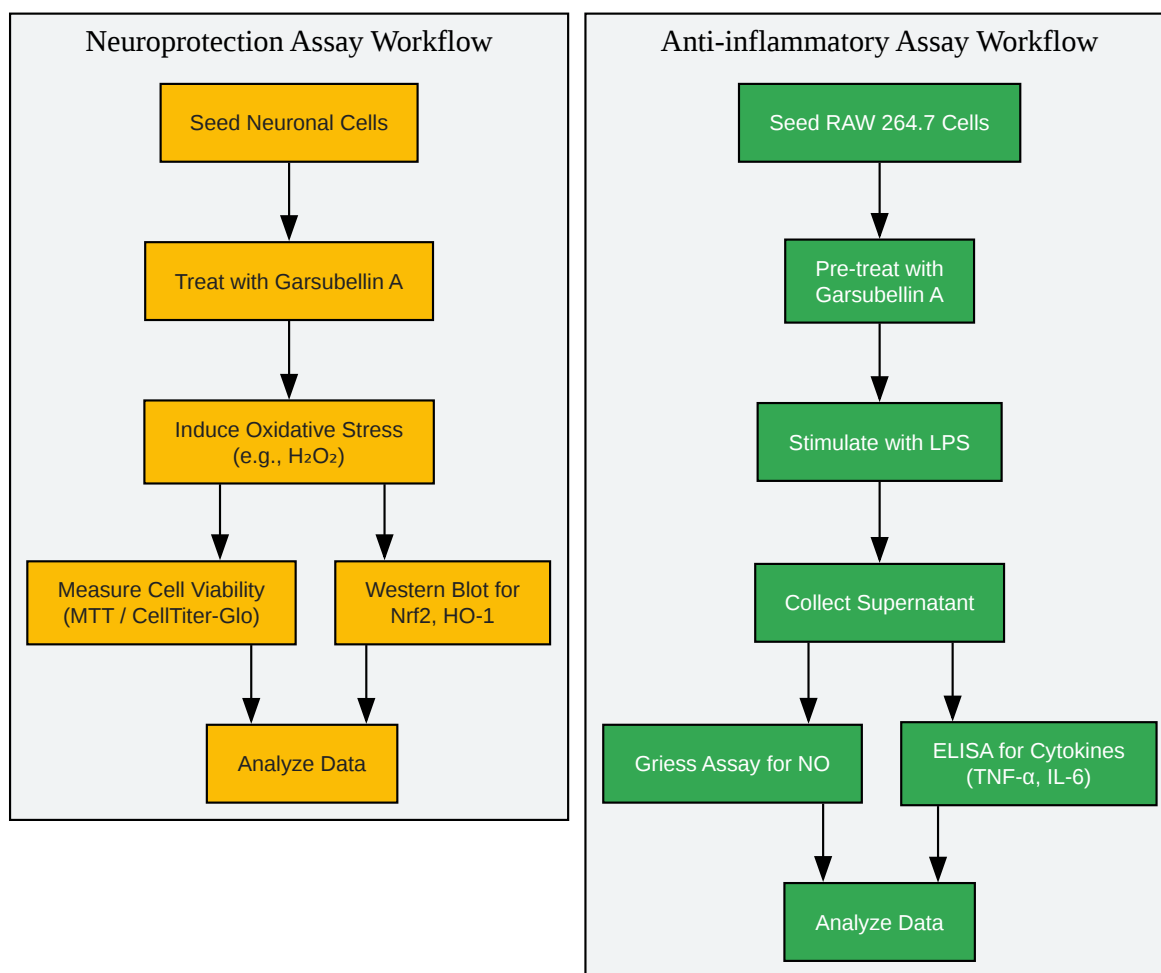 Neuroprotection Assay Workflow
Seed Neuronal Cells
Treat with Garsubellin A
Induce Oxidative Stress
(e.g., H₂O₂)
Measure Cell Viability
(MTT / CellTiter-Glo)
Western Blot for
Nrf2, HO-1
Analyze Data
Anti-inflammatory Assay Workflow
Seed RAW 264.7 Cells
Pre-treat with
Garsubellin A
Stimulate with LPS
Collect Supernatant
Griess Assay for NO
ELISA for Cytokines
(TNF-α, IL-6)
Analyze Data